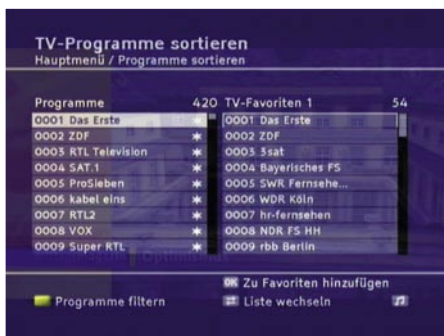 TV-Programme sortieren
Hauptmenü / Programme sortieren
Programme 420 TV-Favoriten 1 54
0001 Das Erste * 0001 Das Erste
0002 ZDF * 0002 ZDF
0003 RTL Television * 0003 3sat
0004 SAT.1 * 0004 Bayerisches FS
0005 ProSieben * 0005 SWR Fernsehe...
0006 kabel eins * 0006 WDR Köln
0007 RTL2 * 0007 hr-fernsehen
0008 VOX * 0008 NDR FS HH
0009 Super RTL * 0009 rbb Berlin
OK Zu Favoriten hinzufügen
Programme filtern Liste wechseln